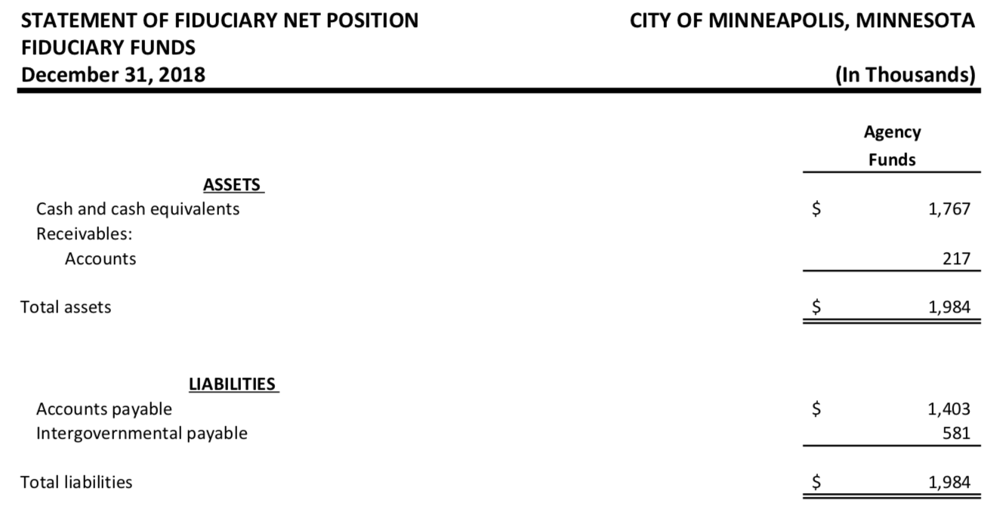 STATEMENT OF FIDUCIARY NET POSITION CITY OF MINNEAPOLIS, MINNESOTA
FIDUCIARY FUNDS
December 31, 2018 (In Thousands)
Agency
Funds
ASSETS
Cash and cash equivalents $ 1,767
Receivables:
Accounts 217
Total assets $ 1,984
LIABILITIES
Accounts payable $ 1,403
Intergovernmental payable 581
Total liabilities $ 1,984